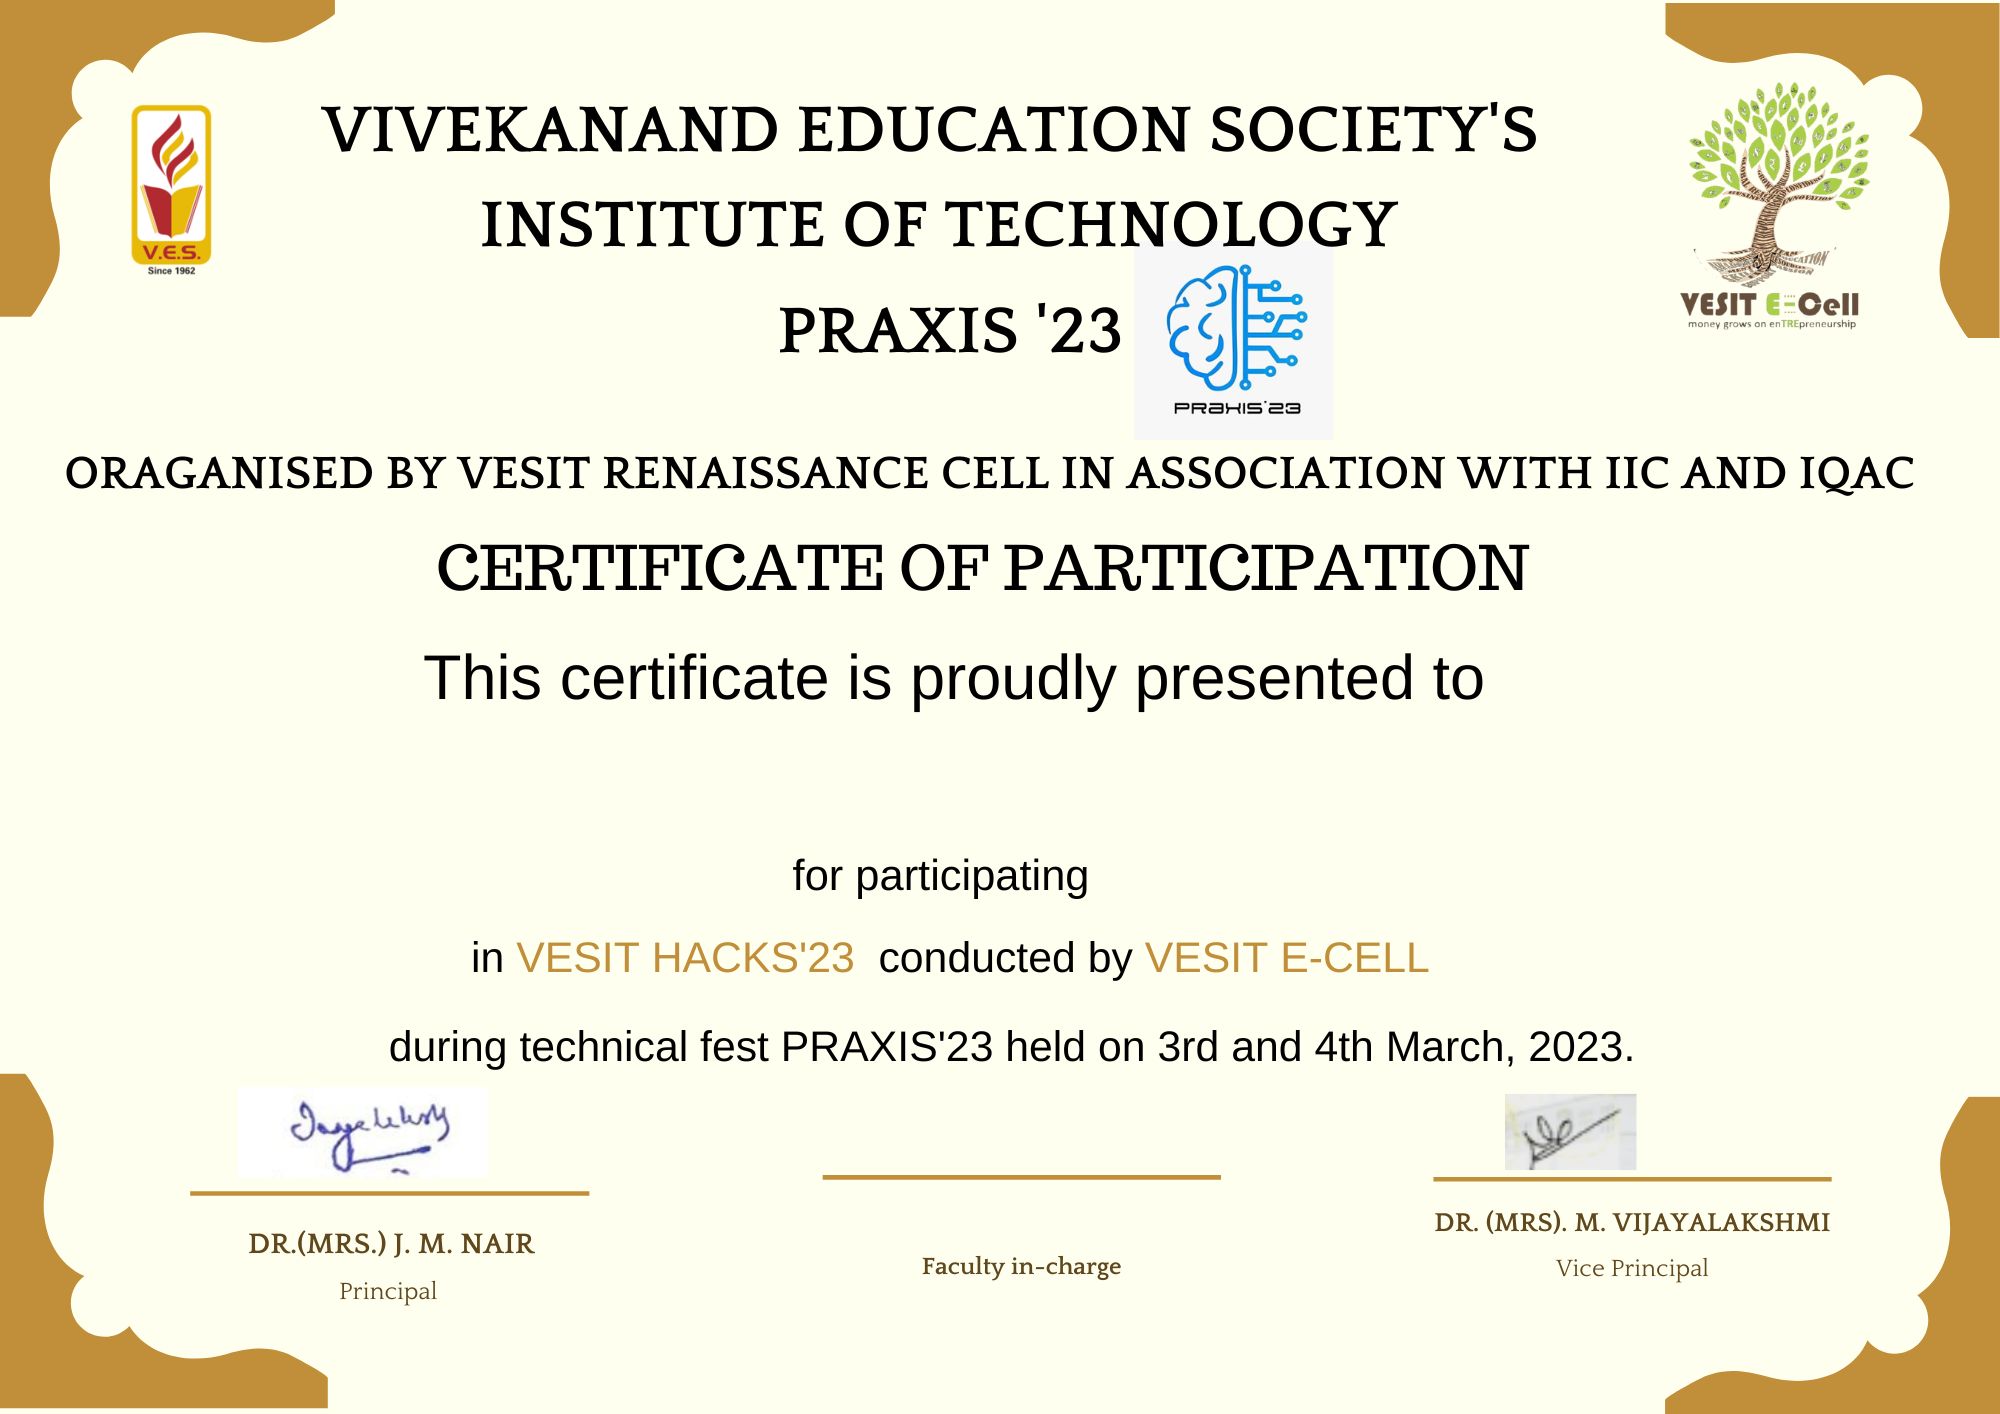 VIVEKANAND EDUCATION SOCIETY'S
INSTITUTE OF TECHNOLOGY
PRAXIS '23
PRAXIS'23
V.E.S.
Since 1962
VESIT E-Cell
money grows on enTREpreneurship
ORAGANISED BY VESIT RENAISSANCE CELL IN ASSOCIATION WITH IIC AND IQAC
CERTIFICATE OF PARTICIPATION
This certificate is proudly presented to
for participating
in VESIT HACKS'23 conducted by VESIT E-CELL
during technical fest PRAXIS'23 held on 3rd and 4th March, 2023.
DR.(MRS.) J. M. NAIR
Principal
Faculty in-charge
DR. (MRS). M. VIJAYALAKSHMI
Vice Principal